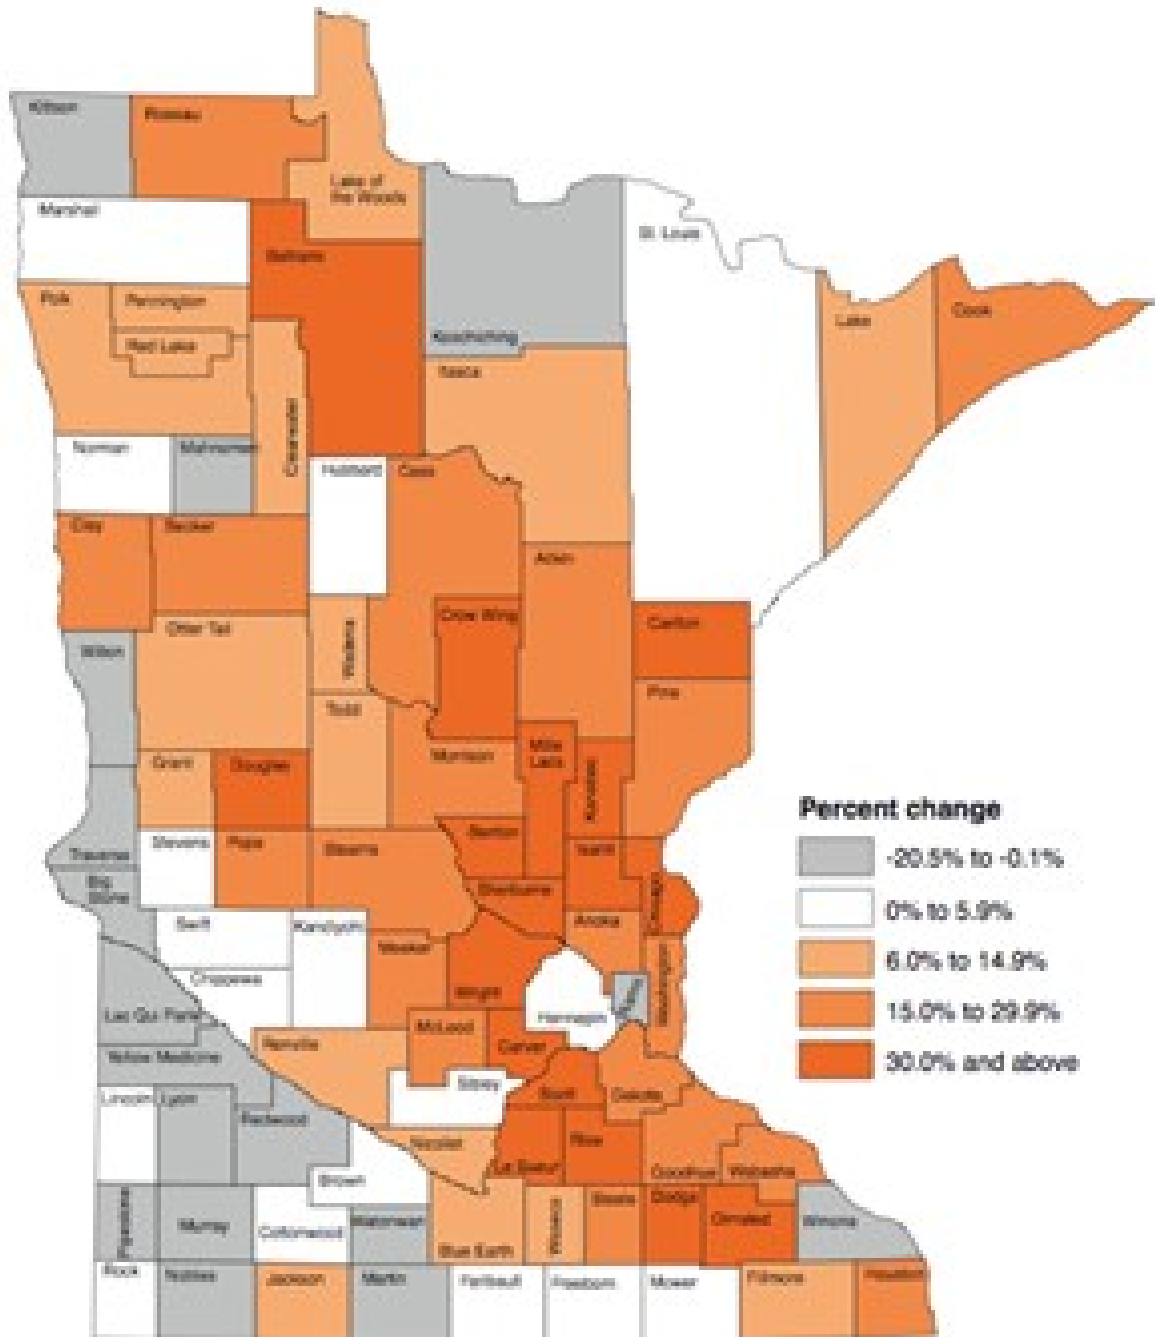 Kittson
Roseau
Lake of
the Woods
Marshall
St. Louis
Beltrami
Polk
Pennington
Lake
Cook
Koochiching
Red Lake
Itasca
Clearwater
Norman
Mahnomen
Hubbard
Cass
Clay
Becker
Aitkin
Crow Wing
Carlton
Otter Tail
Wadena
Wilkin
Pine
Todd
Mille
Lacs
Morrison
Grant
Douglas
Kanabec
Percent change
-20.5% to -0.1%
0% to 5.9%
6.0% to 14.9%
15.0% to 29.9%
30.0% and above
Traverse
Stevens
Pope
Stearns
Benton
Isanti
Big
Stone
Sherburne
Chisago
Swift
Kandiyohi
Anoka
Meeker
Washington
Chippewa
Wright
Lac Qui Parle
Hennepin
McLeod
Renville
Carver
Yellow Medicine
Sibley
Scott
Dakota
Lincoln
Lyon
Redwood
Rice
Nicollet
Le Sueur
Goodhue
Wabasha
Brown
Pipestone
Murray
Cottonwood
Watonwan
Blue Earth
Waseca
Steele
Dodge
Olmsted
Winona
Rock
Nobles
Jackson
Martin
Faribault
Freeborn
Mower
Fillmore
Houston